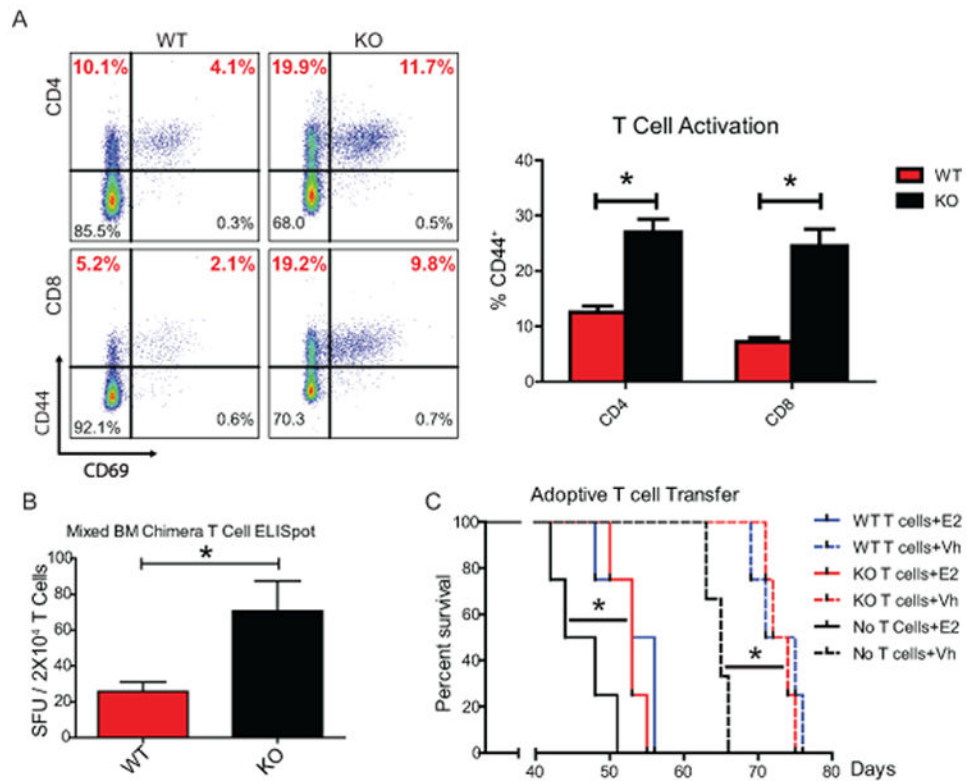 A
WT
KO
CD4
10.1%
4.1%
19.9%
11.7%
85.5%
0.3%
68.0
0.5%
CD8
5.2%
2.1%
19.2%
9.8%
92.1%
0.6%
70.3
0.7%
CD44
CD69
T Cell Activation
% CD44+
40
30
20
10
0
*
*
CD4
CD8
WT
KO
B
Mixed BM Chimera T Cell ELISpot
SFU / 2X10⁴ T Cells
100
80
60
40
20
0
*
WT
KO
C
Adoptive T cell Transfer
Percent survival
100
80
60
40
20
0
*
*
40
50
60
70
80
Days
WT T cells+E2
WT T cells+Vh
KO T cells+E2
KO T cells+Vh
No T Cells+E2
No T cells+Vh